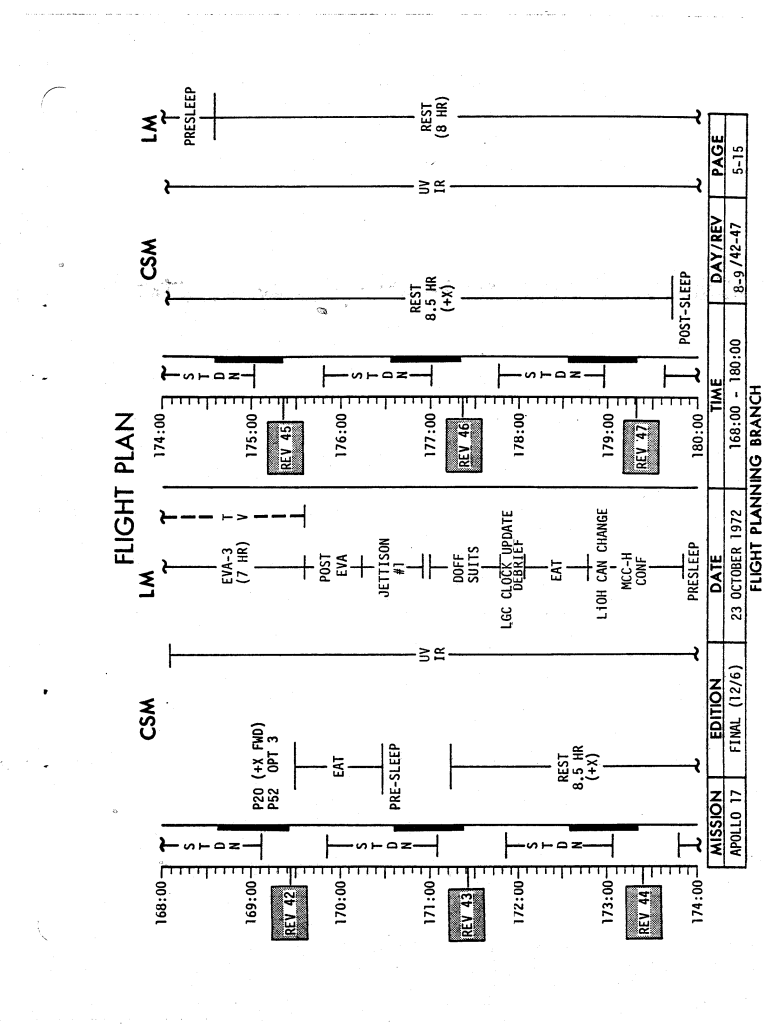 FLIGHT PLAN
CSM
LM
168:00
169:00
REV 42
170:00
171:00
REV 43
172:00
173:00
REV 44
174:00
STDN
STDN
STDN
P20 (+X FWD)
P52 OPT 3
EAT
PRE-SLEEP
REST
8.5 HR
(+X)
UV
IR
EVA-3
(7 HR)
TV
POST
EVA
JETTISON
#1
DOFF
SUITS
LGC CLOCK UPDATE
DEBRIEF
EAT
LiOH CAN CHANGE
MCC-H
CONF
PRESLEEP
CSM
LM
174:00
175:00
REV 45
176:00
177:00
REV 46
178:00
179:00
REV 47
180:00
STDN
STDN
STDN
REST
8.5 HR
(+X)
POST-SLEEP
UV
IR
PRESLEEP
REST
(8 HR)
MISSION EDITION DATE TIME DAY/REV PAGE
APOLLO 17 FINAL (12/6) 23 OCTOBER 1972 168:00 - 180:00 8-9/42-47 5-15
FLIGHT PLANNING BRANCH